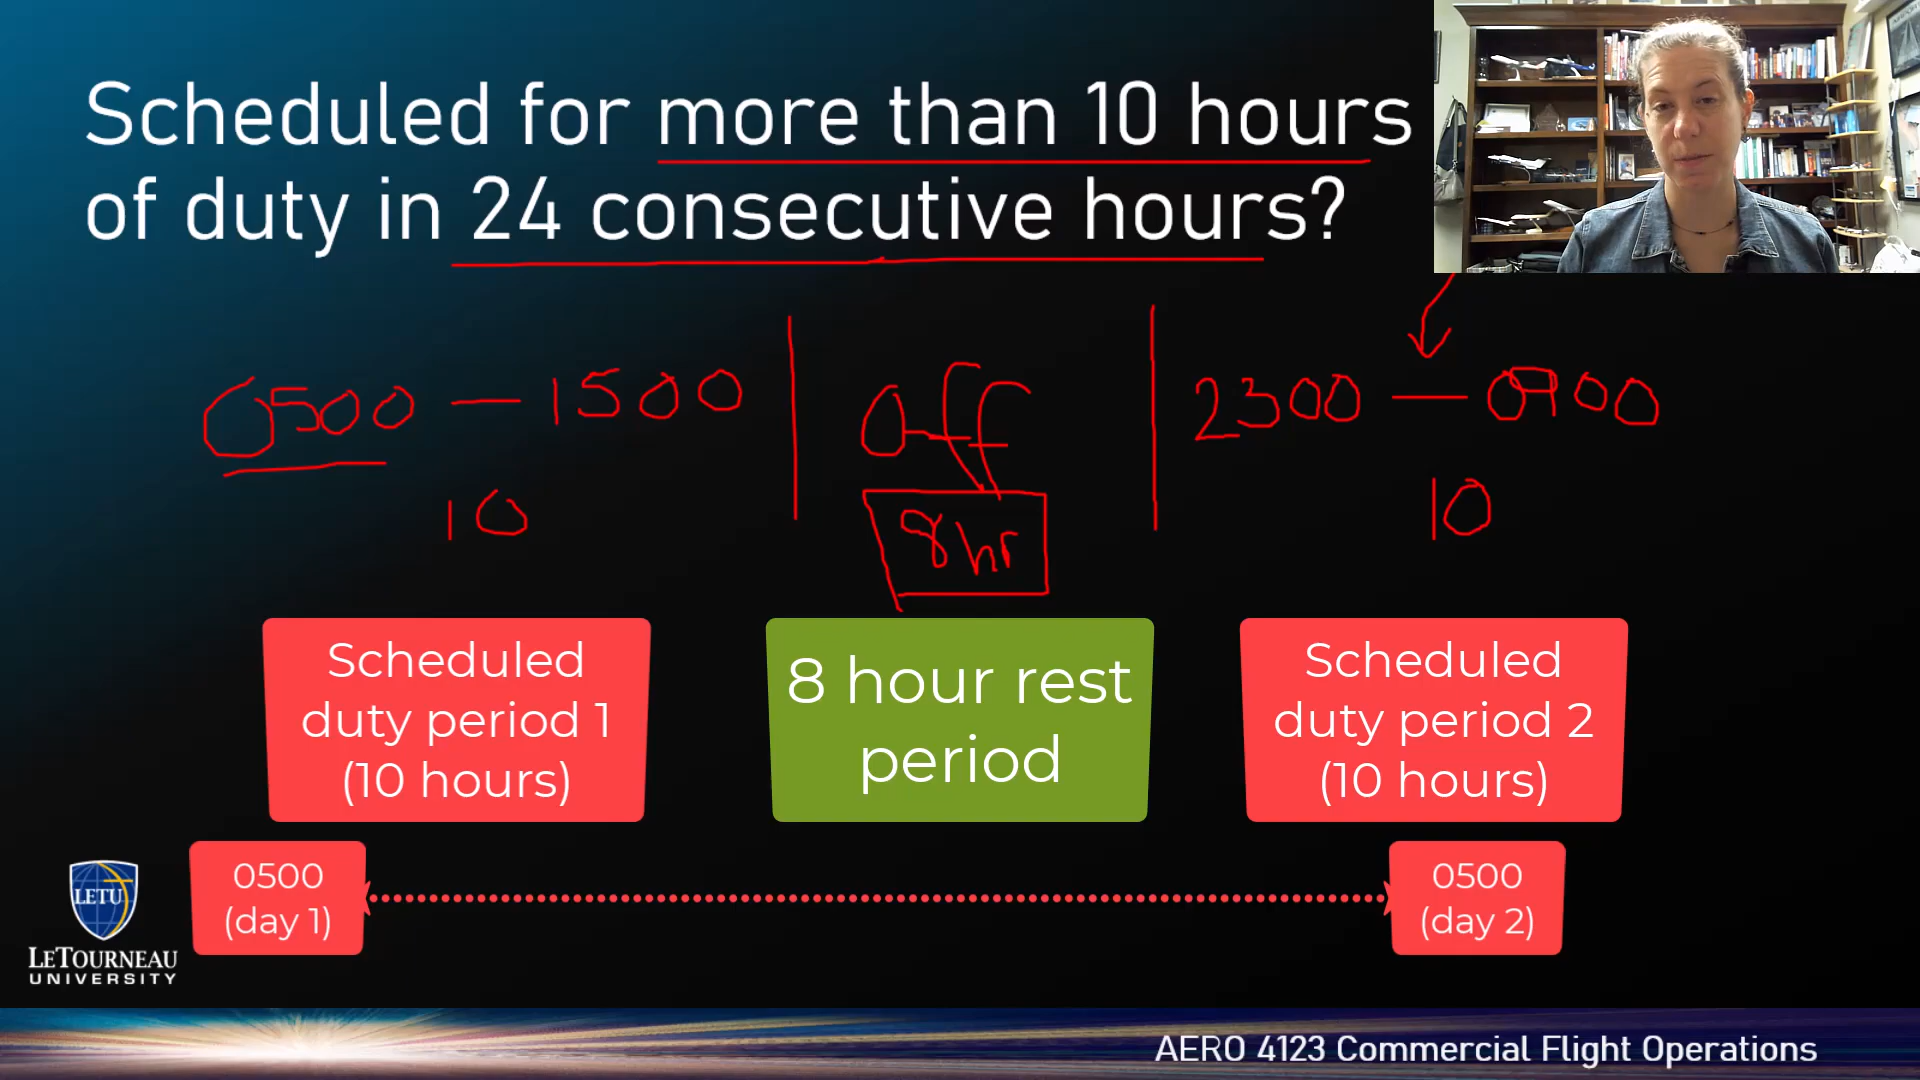 Scheduled for more than 10 hours
of duty in 24 consecutive hours?
0500 — 1500
off
2300 — 0900
10
8 hr
10
Scheduled
duty period 1
(10 hours)
8 hour rest
period
Scheduled
duty period 2
(10 hours)
0500
(day 1)
0500
(day 2)
LETU
LETOURNEAU
UNIVERSITY
AERO 4123 Commercial Flight Operations